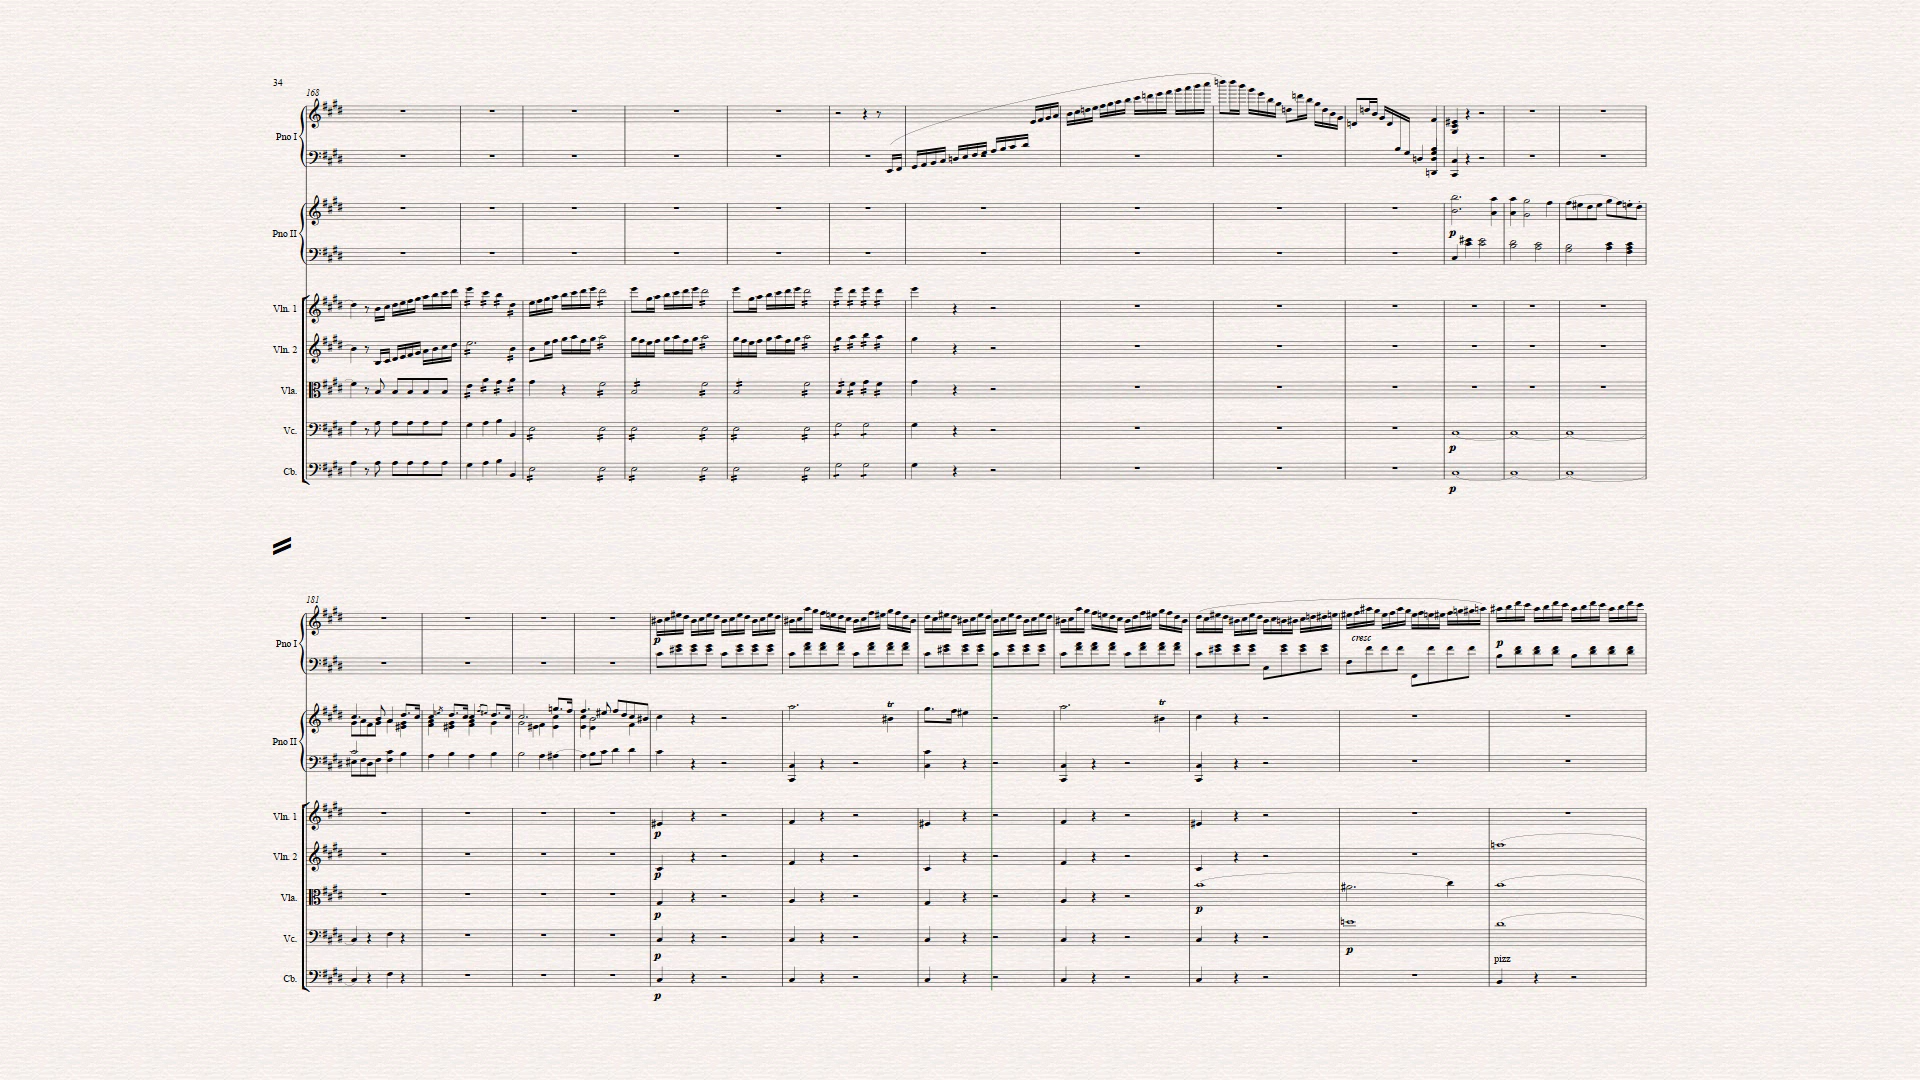 34
168
Pno I
Pno II
p
Vln. 1
Vln. 2
Vla.
Vc.
p
Cb.
p
181
Pno I
p
cresc
p
Pno II
tr
tr
Vln. 1
p
Vln. 2
p
Vla.
p
p
Vc.
p
p
Cb.
pizz
p